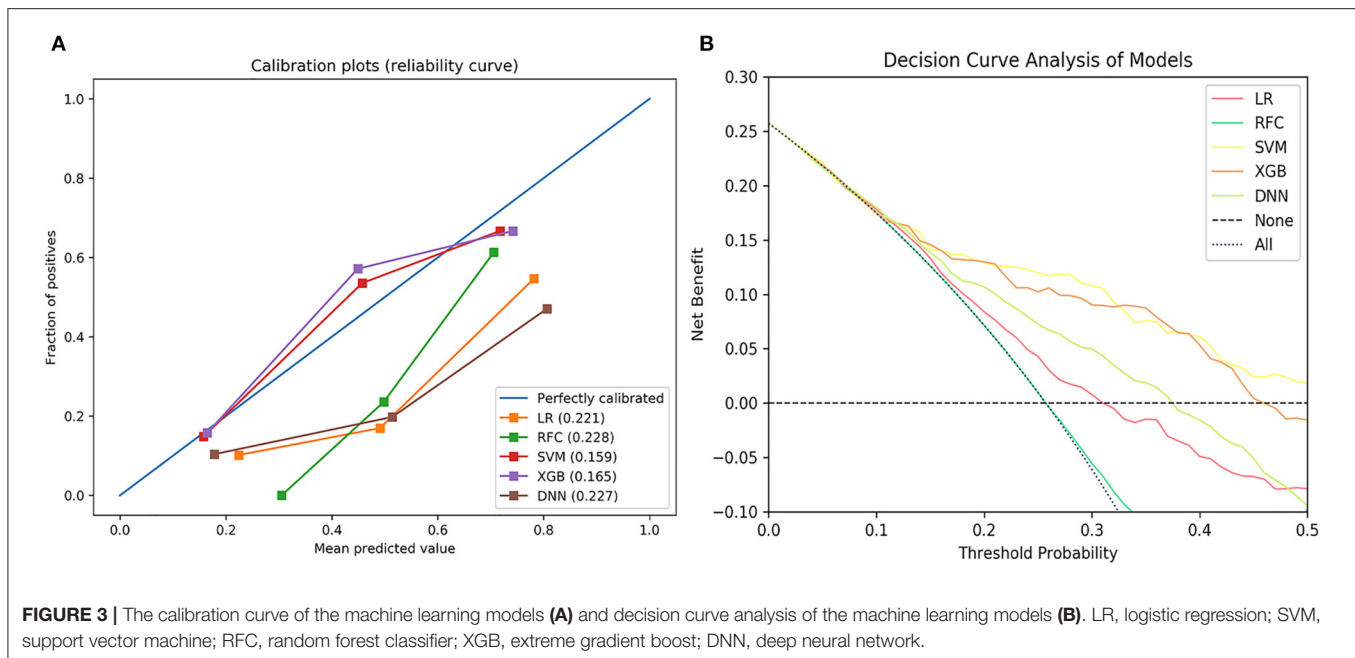 A
Calibration plots (reliability curve)
1.0
0.8
0.6
0.4
0.2
0.0
Fraction of positives
0.0 0.2 0.4 0.6 0.8 1.0
Mean predicted value
Perfectly calibrated
LR (0.221)
RFC (0.228)
SVM (0.159)
XGB (0.165)
DNN (0.227)
B
Decision Curve Analysis of Models
0.30
0.25
0.20
0.15
0.10
0.05
0.00
−0.05
−0.10
Net Benefit
0.0 0.1 0.2 0.3 0.4 0.5
Threshold Probability
LR
RFC
SVM
XGB
DNN
None
All
FIGURE 3 | The calibration curve of the machine learning models (A) and decision curve analysis of the machine learning models (B). LR, logistic regression; SVM,
support vector machine; RFC, random forest classifier; XGB, extreme gradient boost; DNN, deep neural network.